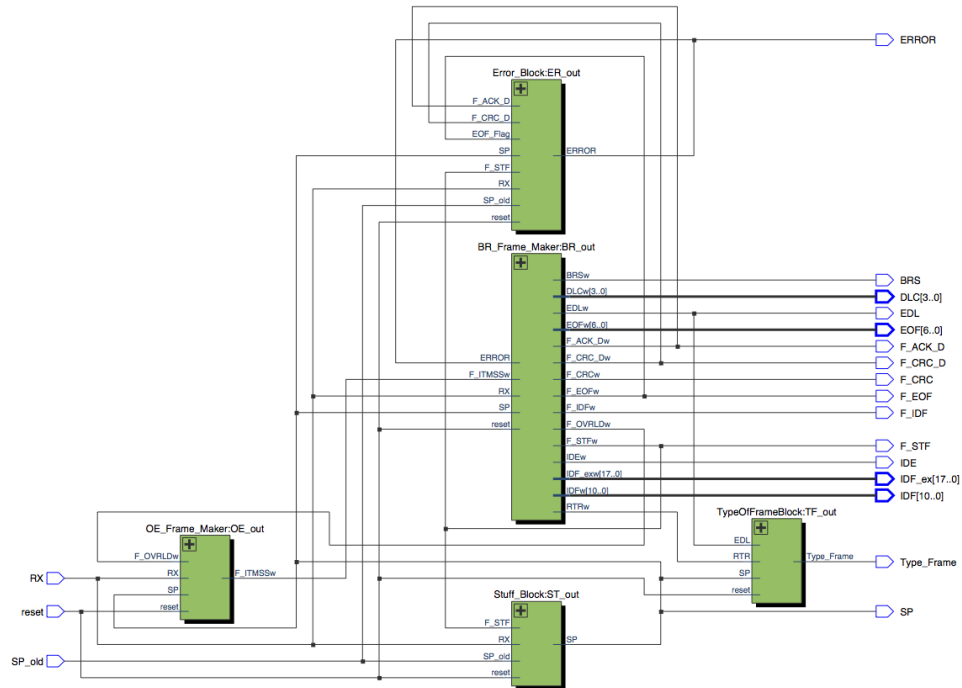 ERROR
Error_Block:ER_out
F_ACK_D
F_CRC_D
EOF_Flag
SP
F_STF
RX
SP_old
reset
ERROR
BR_Frame_Maker:BR_out
ERROR
F_ITMSSw
RX
SP
reset
BRSw
DLCw[3..0]
EDLw
EOFw[6..0]
F_ACK_Dw
F_CRC_Dw
F_CRCw
F_EOFw
F_IDFw
F_OVRLDw
F_STFw
IDEw
IDF_exw[17..0]
IDFw[10..0]
RTRw
BRS
DLC[3..0]
EDL
EOF[6..0]
F_ACK_D
F_CRC_D
F_CRC
F_EOF
F_IDF
F_STF
IDE
IDF_ex[17..0]
IDF[10..0]
TypeOfFrameBlock:TF_out
EDL
RTR
SP
reset
Type_Frame
Type_Frame
OE_Frame_Maker:OE_out
F_OVRLDw
RX
SP
reset
F_ITMSSw
RX
reset
SP_old
Stuff_Block:ST_out
F_STF
RX
SP_old
reset
SP
SP